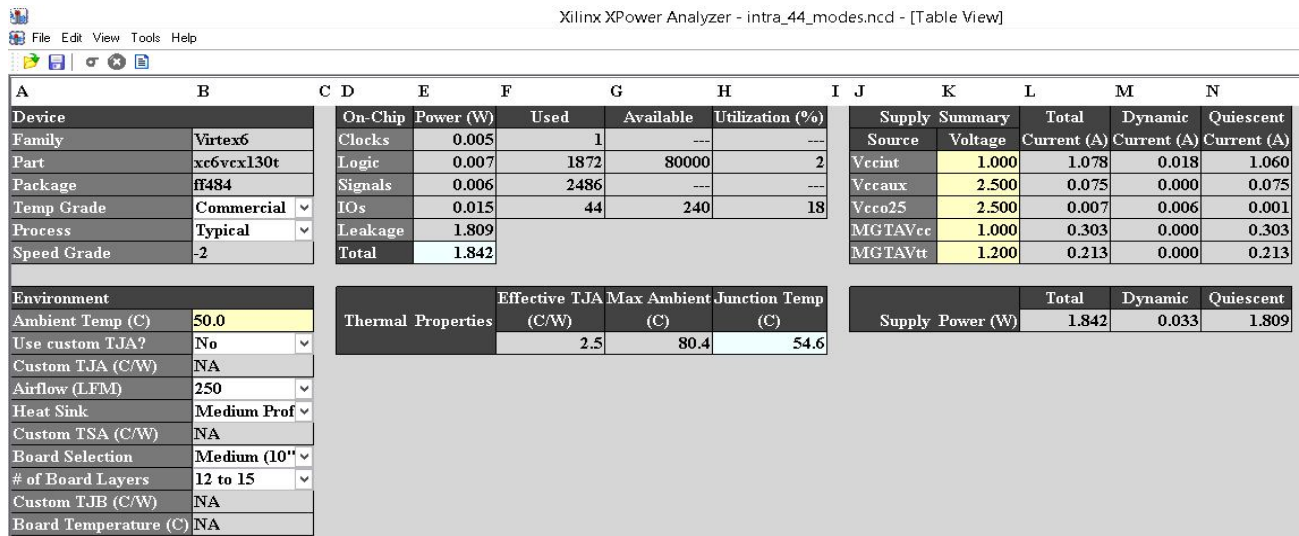 Xilinx XPower Analyzer - intra_44_modes.ncd - [Table View]
File Edit View Tools Help
A B C D E F G H I J K L M N
Device
Family Virtex6
Part xc6vcx130t
Package ff484
Temp Grade Commercial
Process Typical
Speed Grade -2
Environment
Ambient Temp (C) 50.0
Use custom TJA? No
Custom TJA (C/W) NA
Airflow (LFM) 250
Heat Sink Medium Prof
Custom TSA (C/W) NA
Board Selection Medium (10"
# of Board Layers 12 to 15
Custom TJB (C/W) NA
Board Temperature (C) NA
On-Chip Power (W) Used Available Utilization (%)
Clocks 0.005 1 --- ---
Logic 0.007 1872 80000 2
Signals 0.006 2486 --- ---
IOs 0.015 44 240 18
Leakage 1.809
Total 1.842
Effective TJA Max Ambient Junction Temp
Thermal Properties (C/W) (C) (C)
2.5 80.4 54.6
Supply Summary Total Dynamic Quiescent
Source Voltage Current (A) Current (A) Current (A)
Vccint 1.000 1.078 0.018 1.060
Vccaux 2.500 0.075 0.000 0.075
Vcco25 2.500 0.007 0.006 0.001
MGTAVcc 1.000 0.303 0.000 0.303
MGTAVtt 1.200 0.213 0.000 0.213
Total Dynamic Quiescent
Supply Power (W) 1.842 0.033 1.809